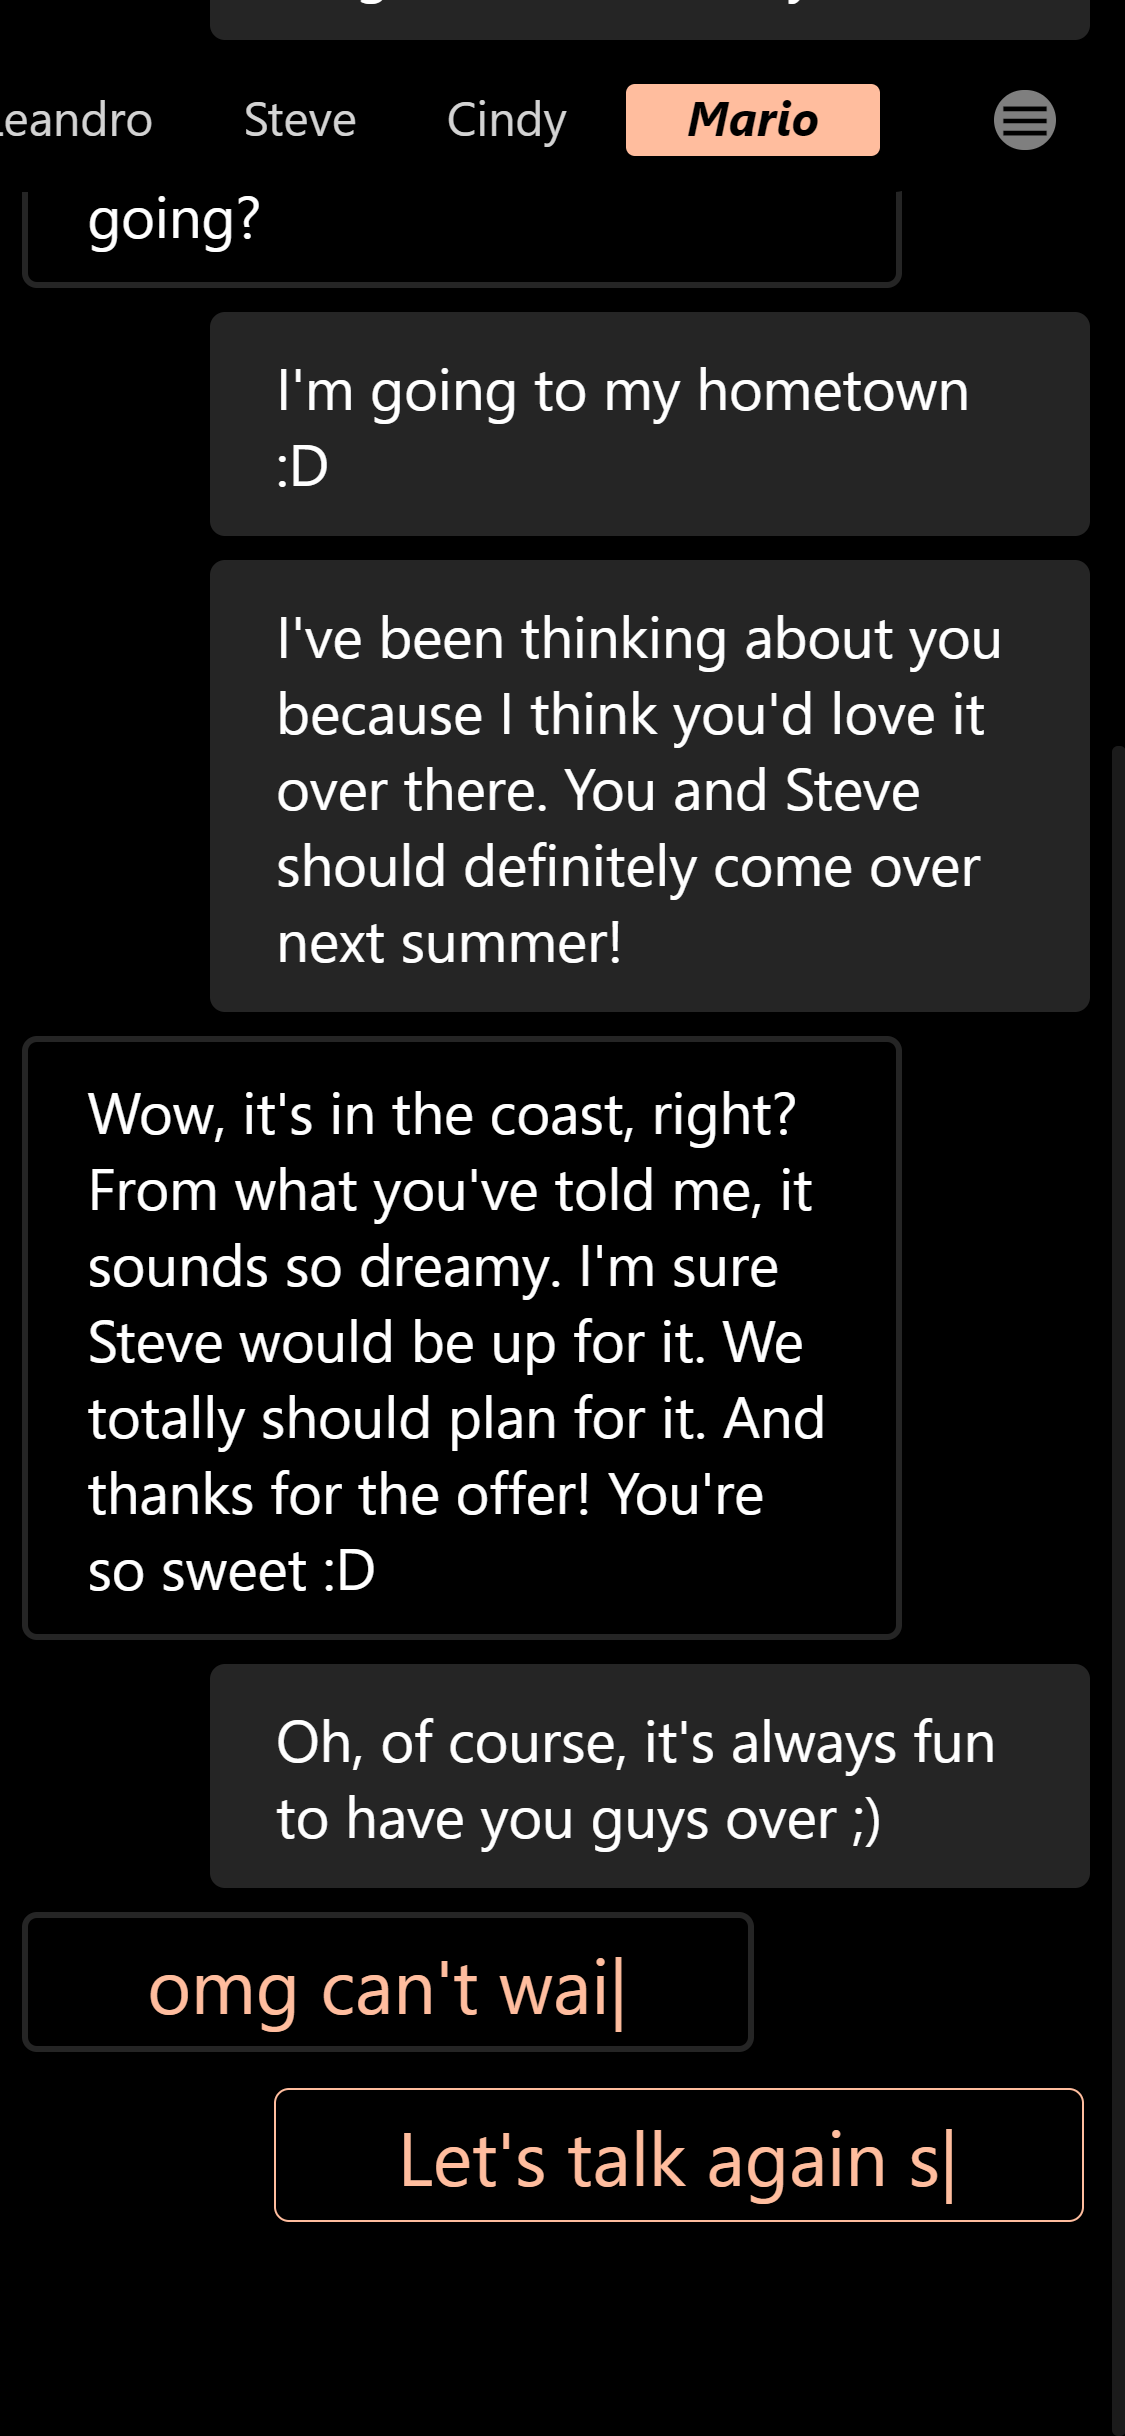 Steve Cindy Mario
going?
I'm going to my hometown
:D
I've been thinking about you
because I think you'd love it
over there. You and Steve
should definitely come over
next summer!
Wow, it's in the coast, right?
From what you've told me, it
sounds so dreamy. I'm sure
Steve would be up for it. We
totally should plan for it. And
thanks for the offer! You're
so sweet :D
Oh, of course, it's always fun
to have you guys over ;)
omg can't wai
Let's talk again s